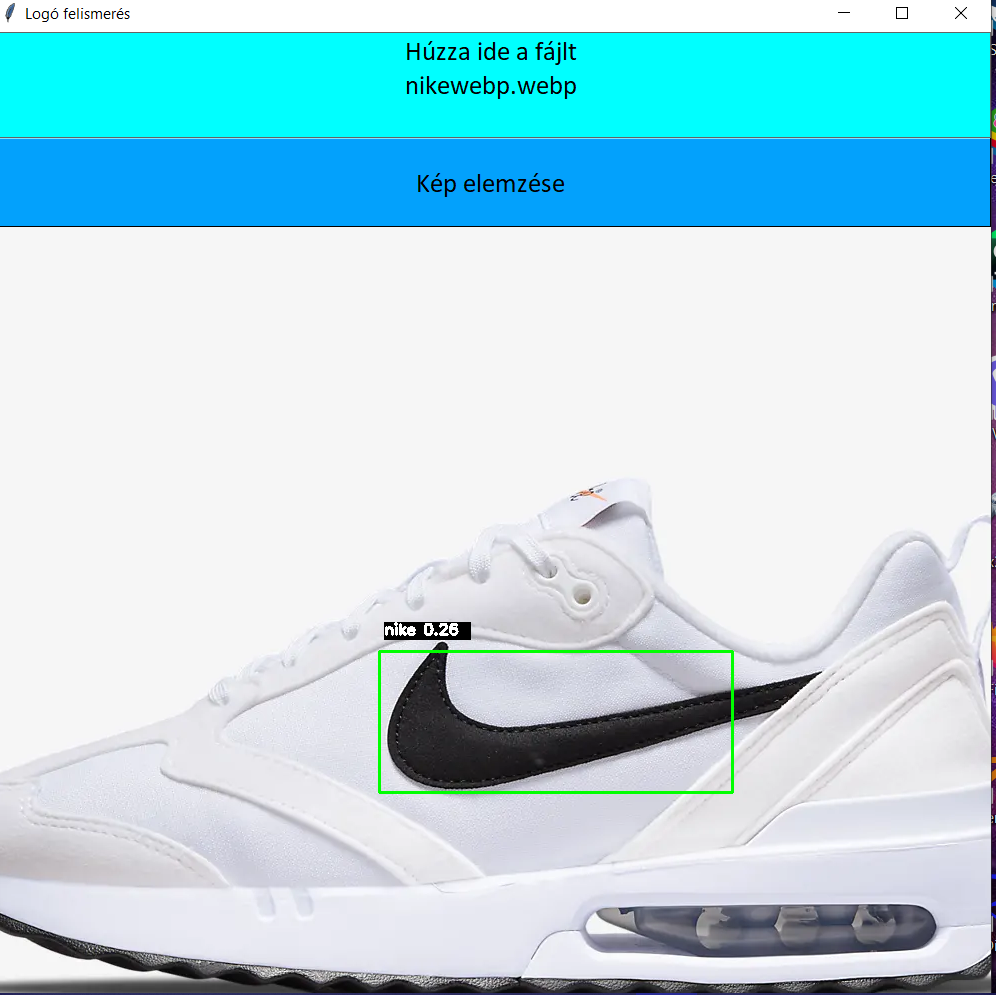 Logó felismerés
Húzza ide a fájlt
nikewebp.webp
Kép elemzése
nike 0.26